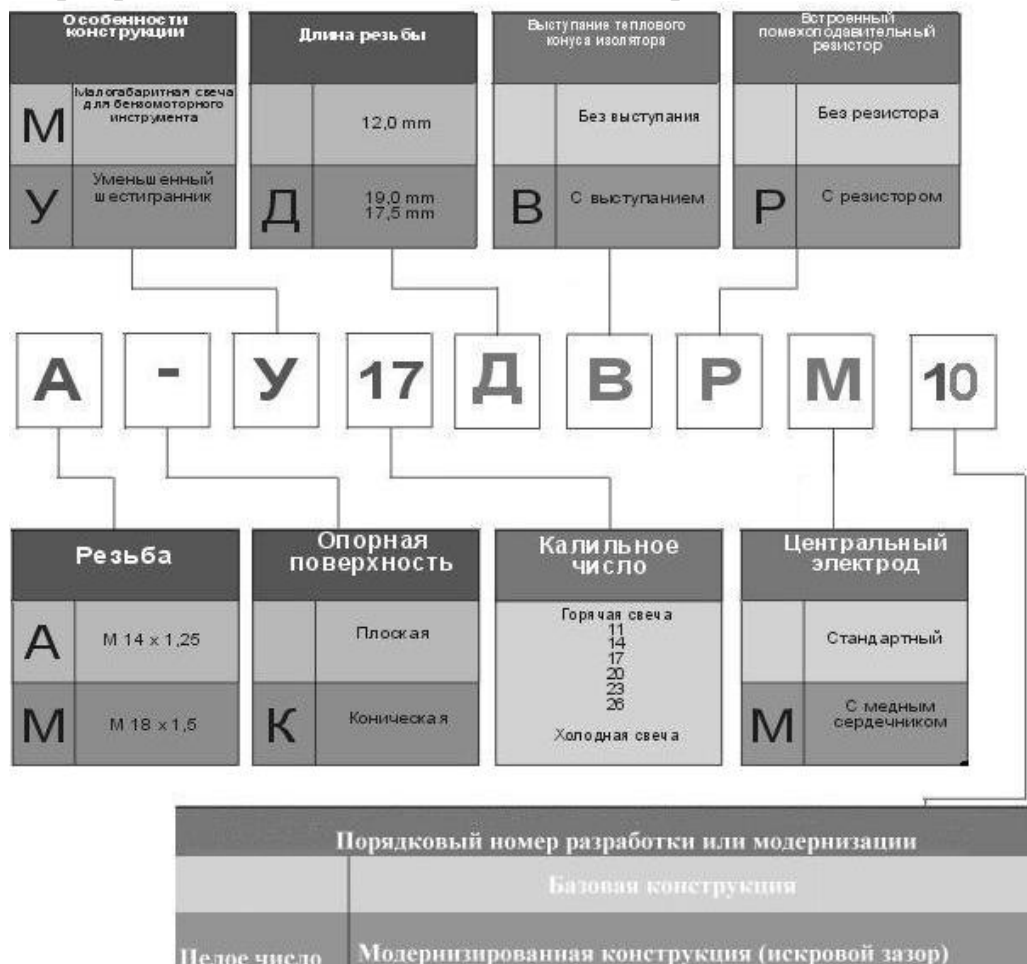 Особенности
конструкции
М
Малогабаритная свеча
для бензомоторного
инструмента
У
Уменьшенный
шестигранник
Длина резьбы
12,0 mm
Д
19,0 mm
17,5 mm
Выступание теплового
конуса изолятора
Без выступания
В
С выступанием
Встроенный
помехоподавительный
резистор
Без резистора
Р
С резистором
А - У 17 Д В Р М 10
Резьба
А
М 14 x 1,25
М
М 18 x 1,5
Опорная
поверхность
Плоская
К
Коническая
Калильное
число
Горячая свеча
11
14
17
20
23
26
Холодная свеча
Центральный
электрод
Стандартный
М
С медным
сердечником
Порядковый номер разработки или модернизации
Базовая конструкция
Целое число
Модернизированная конструкция (искровой зазор)